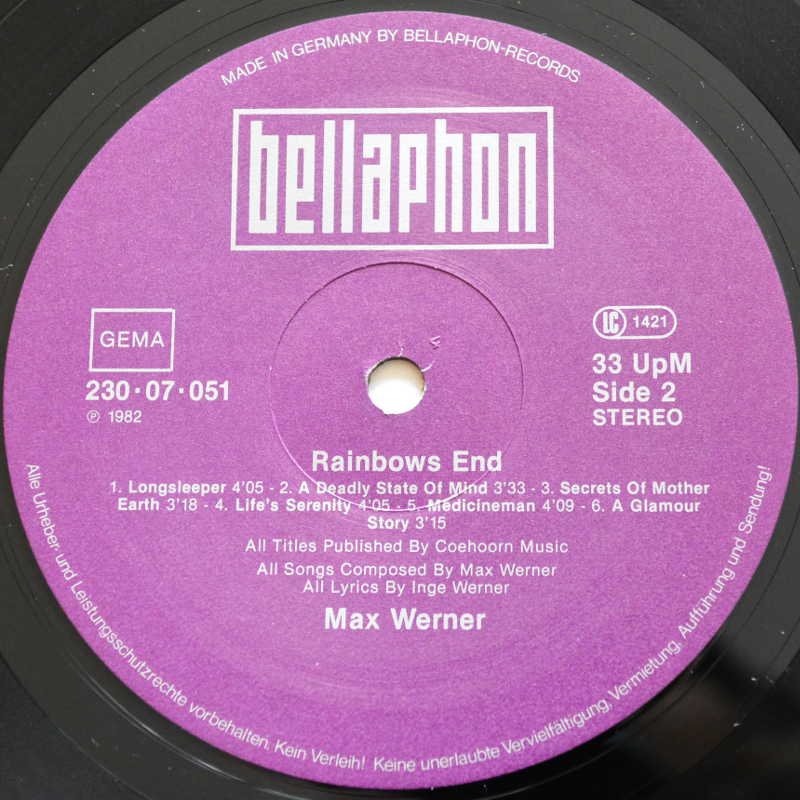 MADE IN GERMANY BY BELLAPHON-RECORDS
bellaphon
GEMA
230·07·051
℗ 1982
LC 1421
33 UpM
Side 2
STEREO
Rainbows End
1. Longsleeper 4'05 - 2. A Deadly State Of Mind 3'33 - 3. Secrets Of Mother
Earth 3'18 - 4. Life's Serenity 4'05 - 5. Medicineman 4'09 - 6. A Glamour
Story 3'15
All Titles Published By Coehoorn Music
All Songs Composed By Max Werner
All Lyrics By Inge Werner
Max Werner
Alle Urheber- und Leistungsschutzrechte vorbehalten. Kein Verleih! Keine unerlaubte Vervielfältigung, Vermietung, Aufführung und Sendung!